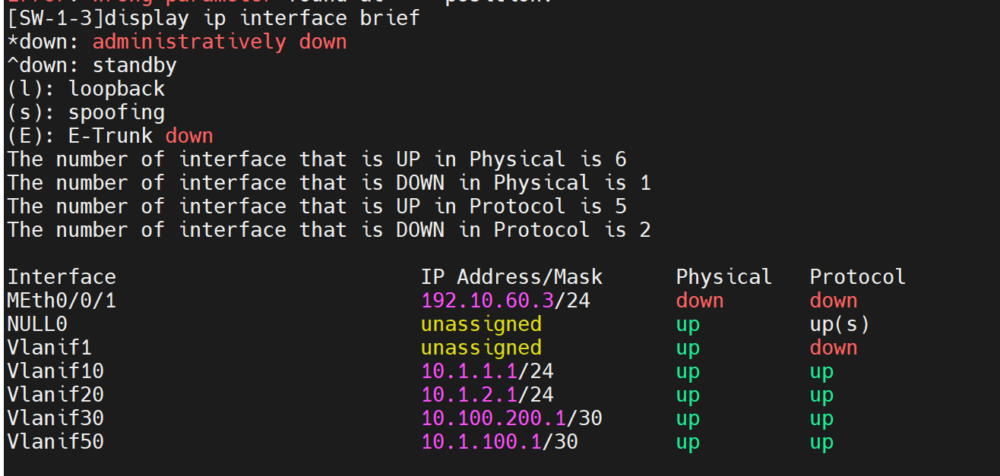 [SW-1-3]display ip interface brief
*down: administratively down
^down: standby
(l): loopback
(s): spoofing
(E): E-Trunk down
The number of interface that is UP in Physical is 6
The number of interface that is DOWN in Physical is 1
The number of interface that is UP in Protocol is 5
The number of interface that is DOWN in Protocol is 2
Interface IP Address/Mask Physical Protocol
MEth0/0/1 192.10.60.3/24 down down
NULL0 unassigned up up(s)
Vlanif1 unassigned up down
Vlanif10 10.1.1.1/24 up up
Vlanif20 10.1.2.1/24 up up
Vlanif30 10.100.200.1/30 up up
Vlanif50 10.1.100.1/30 up up